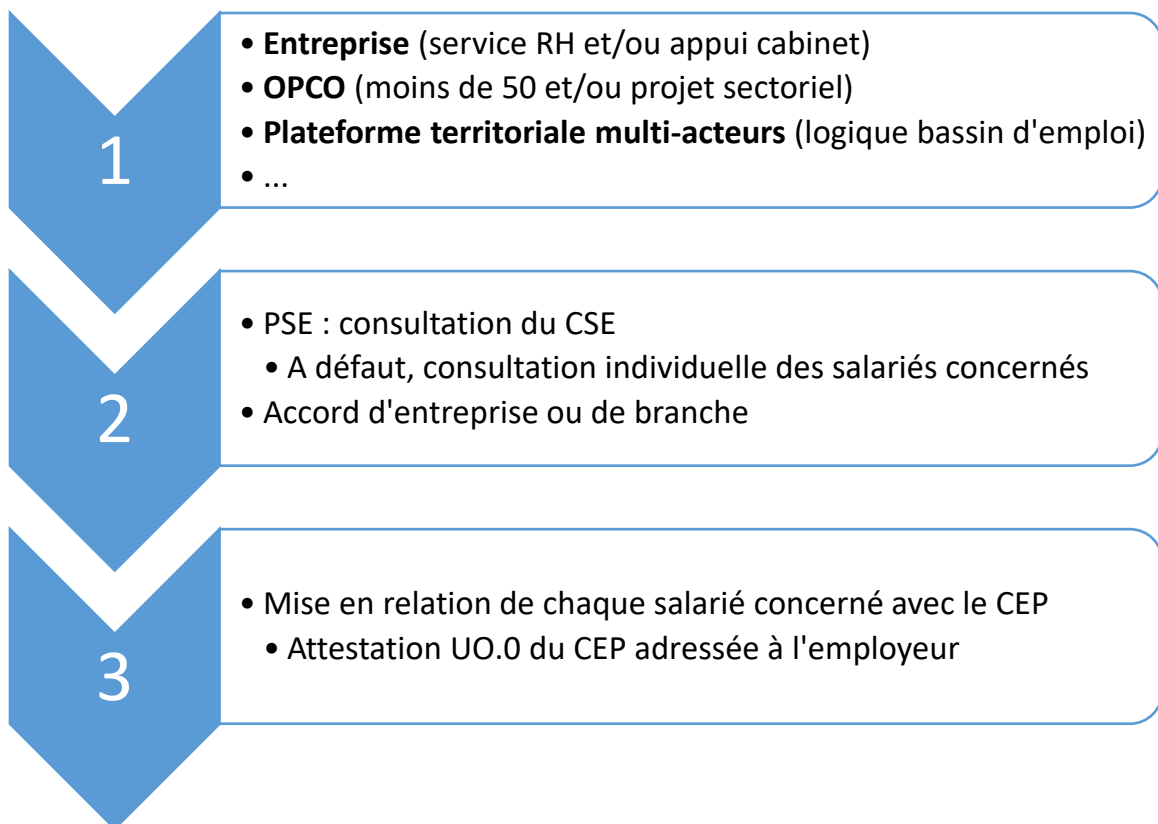 1
• Entreprise (service RH et/ou appui cabinet)
• OPCO (moins de 50 et/ou projet sectoriel)
• Plateforme territoriale multi-acteurs (logique bassin d'emploi)
• ...
2
• PSE : consultation du CSE
• A défaut, consultation individuelle des salariés concernés
• Accord d'entreprise ou de branche
3
• Mise en relation de chaque salarié concerné avec le CEP
• Attestation UO.0 du CEP adressée à l'employeur